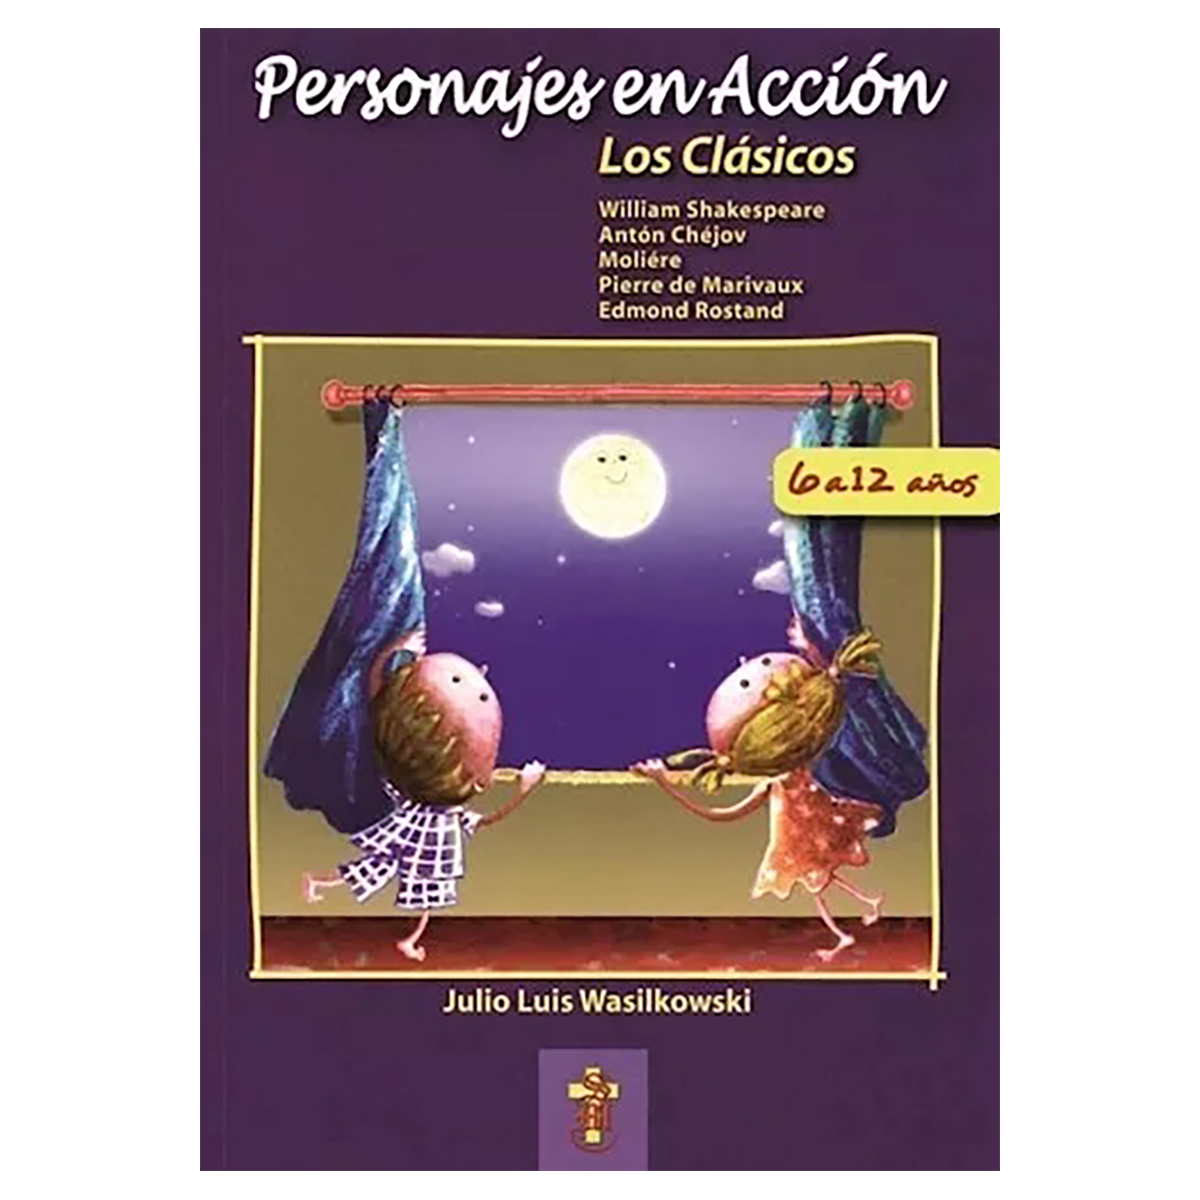 Personajes en Acción
Los Clásicos
William Shakespeare
Antón Chéjov
Moliére
Pierre de Marivaux
Edmond Rostand
6 a 12 años
Julio Luis Wasilkowski